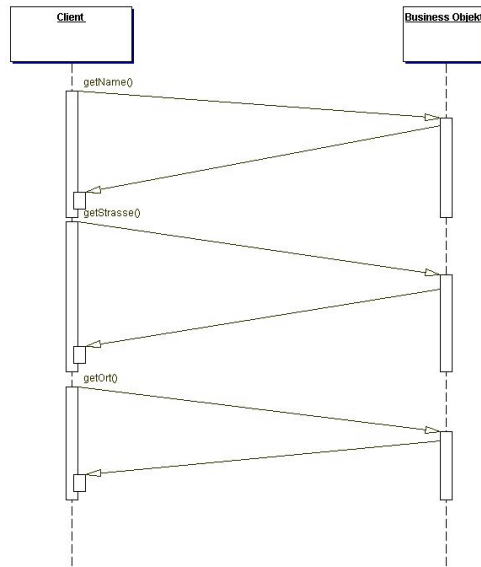 Client
Business Objekt
getName()
getStrasse()
getOrt()